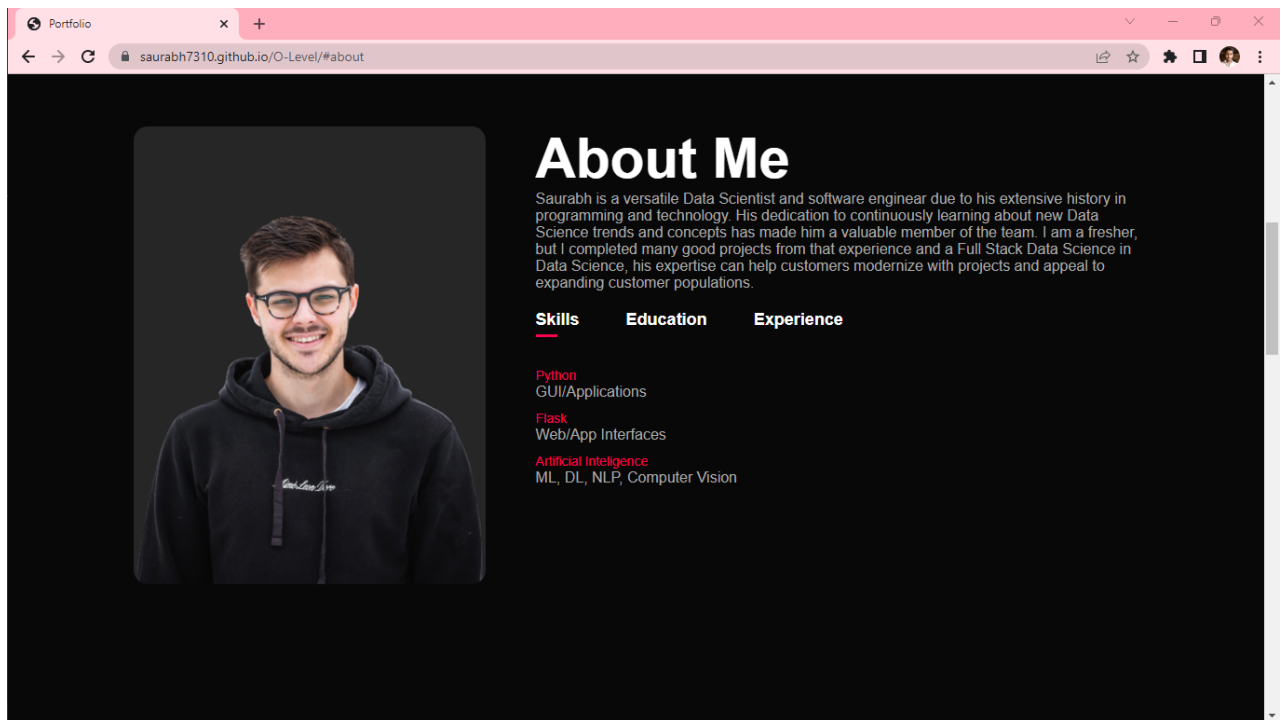 Portfolio
saurabh7310.github.io/O-Level/#about
About Me
Saurabh is a versatile Data Scientist and software enginear due to his extensive history in
programming and technology. His dedication to continuously learning about new Data
Science trends and concepts has made him a valuable member of the team. I am a fresher,
but I completed many good projects from that experience and a Full Stack Data Science in
Data Science, his expertise can help customers modernize with projects and appeal to
expanding customer populations.
Skills Education Experience
Python
GUI/Applications
Flask
Web/App Interfaces
Artificial Inteligence
ML, DL, NLP, Computer Vision